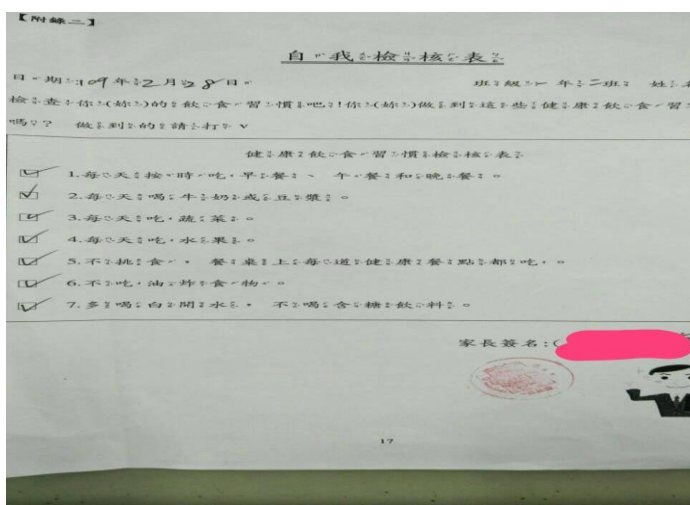 【附錄二】
自我檢核表
日期:109年12月28日 班級:一年二班 姓名
檢查你(妳)的飲食習慣吧!你(妳)做到這些健康飲食習
嗎? 做到的請打v
健康飲食習慣檢核表
1.每天按時吃早餐、午餐和晚餐。
2.每天喝牛奶或豆漿。
3.每天吃蔬菜。
4.每天吃水果。
5.不挑食,餐桌上每道健康餐點都吃。
6.不吃油炸食物。
7.多喝白開水,不喝含糖飲料。
家長簽名:(
17